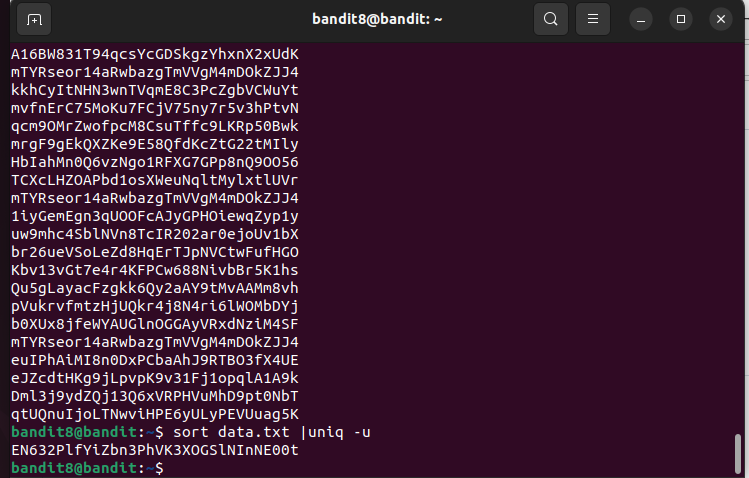 bandit8@bandit: ~
A16BW831T94qcsYcGDSkgzYhxnX2xUdK
mTYRseor14aRwbazgTmVVgM4mDOkZJJ4
kkhCyItNHN3wnTVqmE8C3PcZgbVCWuYt
mvfnErC75MoKu7FCjV75ny7r5v3hPtvN
qcm9OMrZwofpcM8CsuTffc9LKRp50Bwk
mrgF9gEkQXZKe9E58QfdKcZtG22tMIly
HbIahMn0Q6vzNgo1RFXG7GPp8nQ9OO56
TCXcLHZOAPbd1osXWeuNqltMylxtlUVr
mTYRseor14aRwbazgTmVVgM4mDOkZJJ4
1iyGemEgn3qUOOFcAJyGPHOiewqZyp1y
uw9mhc4SblNVn8TcIR202ar0ejoUv1bX
br26ueVSoLeZd8HqErTJpNVCtwFufHGO
Kbv13vGt7e4r4KFPCw688NivbBr5K1hs
Qu5gLayacFzgkk6Qy2aAY9tMvAAMm8vh
pVukrvfmtzHjUQkr4j8N4ri6lWOMbDYj
b0XUx8jfeWYAUGlnOGGAyVRxdNziM4SF
mTYRseor14aRwbazgTmVVgM4mDOkZJJ4
euIPhAiMI8n0DxPCbaAhJ9RTBO3fX4UE
eJZcdtHKg9jLpvpK9v31Fj1opqlA1A9k
Dml3j9ydZQj13Q6xVRPHVuMhD9pt0NbT
qtUQnuIjoLTNwviHPE6yULyPEVUuag5K
bandit8@bandit:~$ sort data.txt |uniq -u
EN632PlfYiZbn3PhVK3XOGSlNInNE00t
bandit8@bandit:~$